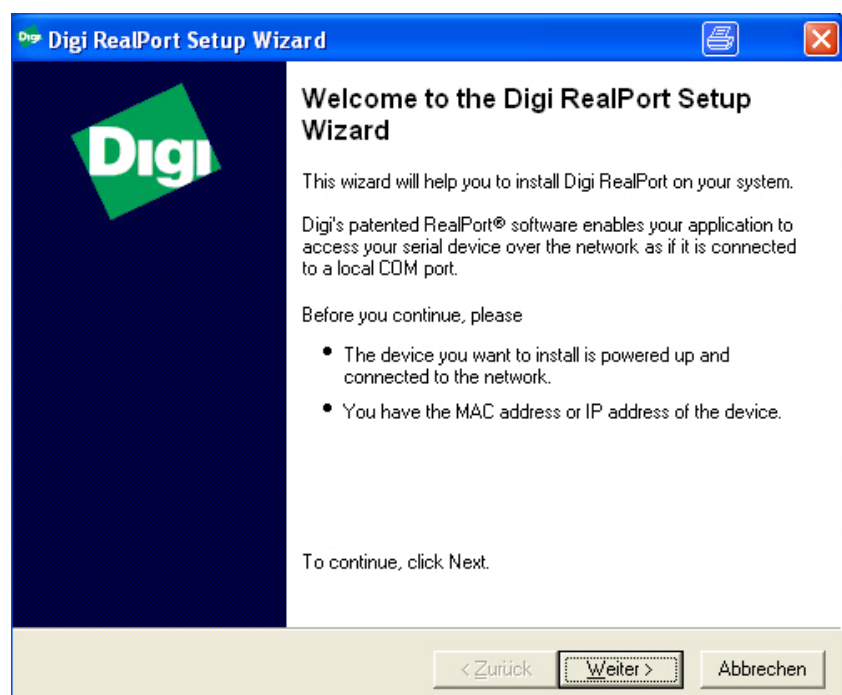 Digi Digi RealPort Setup Wizard
Digi
Welcome to the Digi RealPort Setup
Wizard
This wizard will help you to install Digi RealPort on your system.
Digi's patented RealPort® software enables your application to
access your serial device over the network as if it is connected
to a local COM port.
Before you continue, please
• The device you want to install is powered up and
connected to the network.
• You have the MAC address or IP address of the device.
To continue, click Next.
< Zurück
Weiter >
Abbrechen